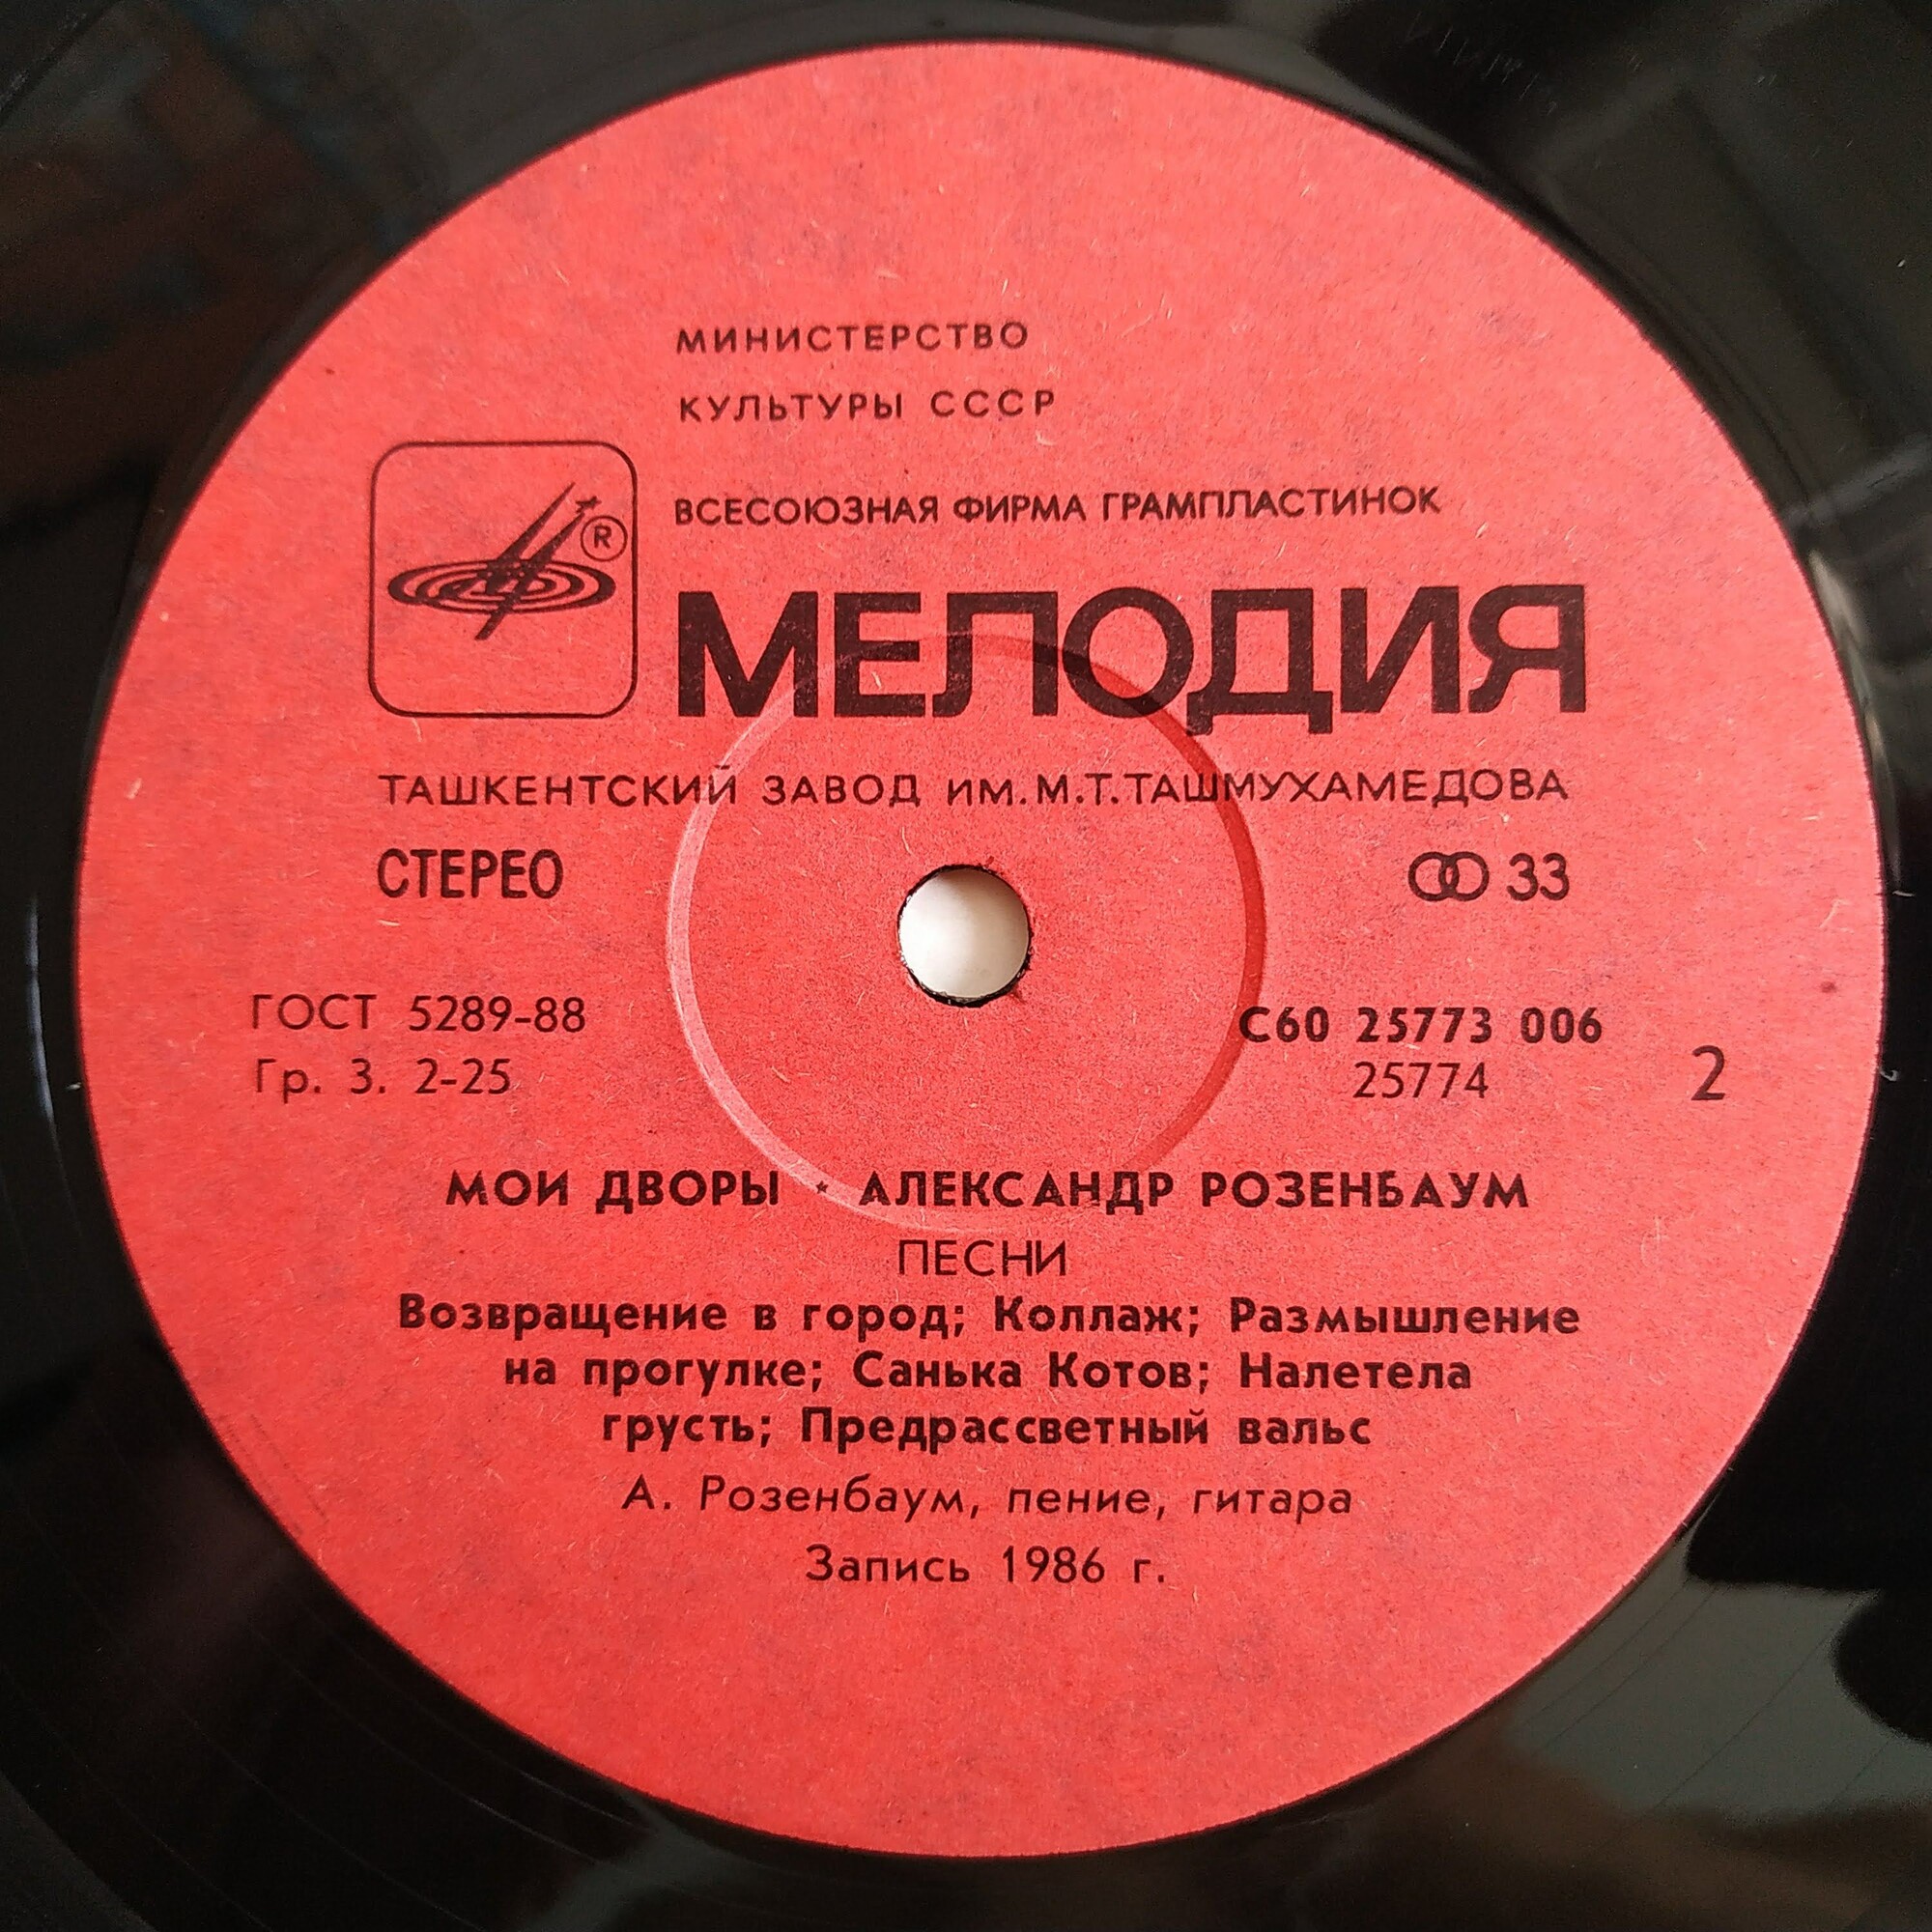 МИНИСТЕРСТВО
КУЛЬТУРЫ СССР
ВСЕСОЮЗНАЯ ФИРМА ГРАМПЛАСТИНОК
®
МЕЛОДИЯ
ТАШКЕНТСКИЙ ЗАВОД ИМ. М.Т. ТАШМУХАМЕДОВА
СТЕРЕО
33
ГОСТ 5289-88
С60 25773 006
Гр. 3. 2-25
25774
2
МОИ ДВОРЫ * АЛЕКСАНДР РОЗЕНБАУМ
ПЕСНИ
Возвращение в город; Коллаж; Размышление
на прогулке; Санька Котов; Налетела
грусть; Предрассветный вальс
А. Розенбаум, пение, гитара
Запись 1986 г.